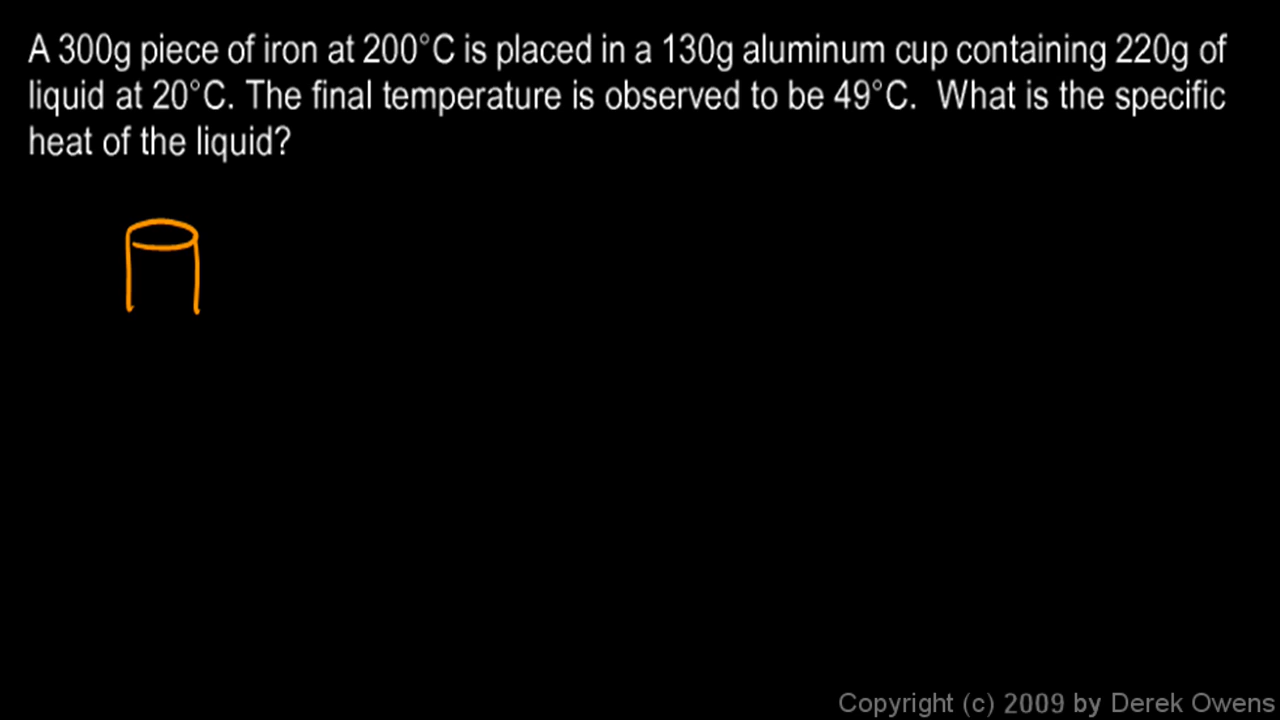 A 300g piece of iron at 200°C is placed in a 130g aluminum cup containing 220g of
liquid at 20°C. The final temperature is observed to be 49°C.  What is the specific
heat of the liquid?
Copyright (c) 2009 by Derek Owens